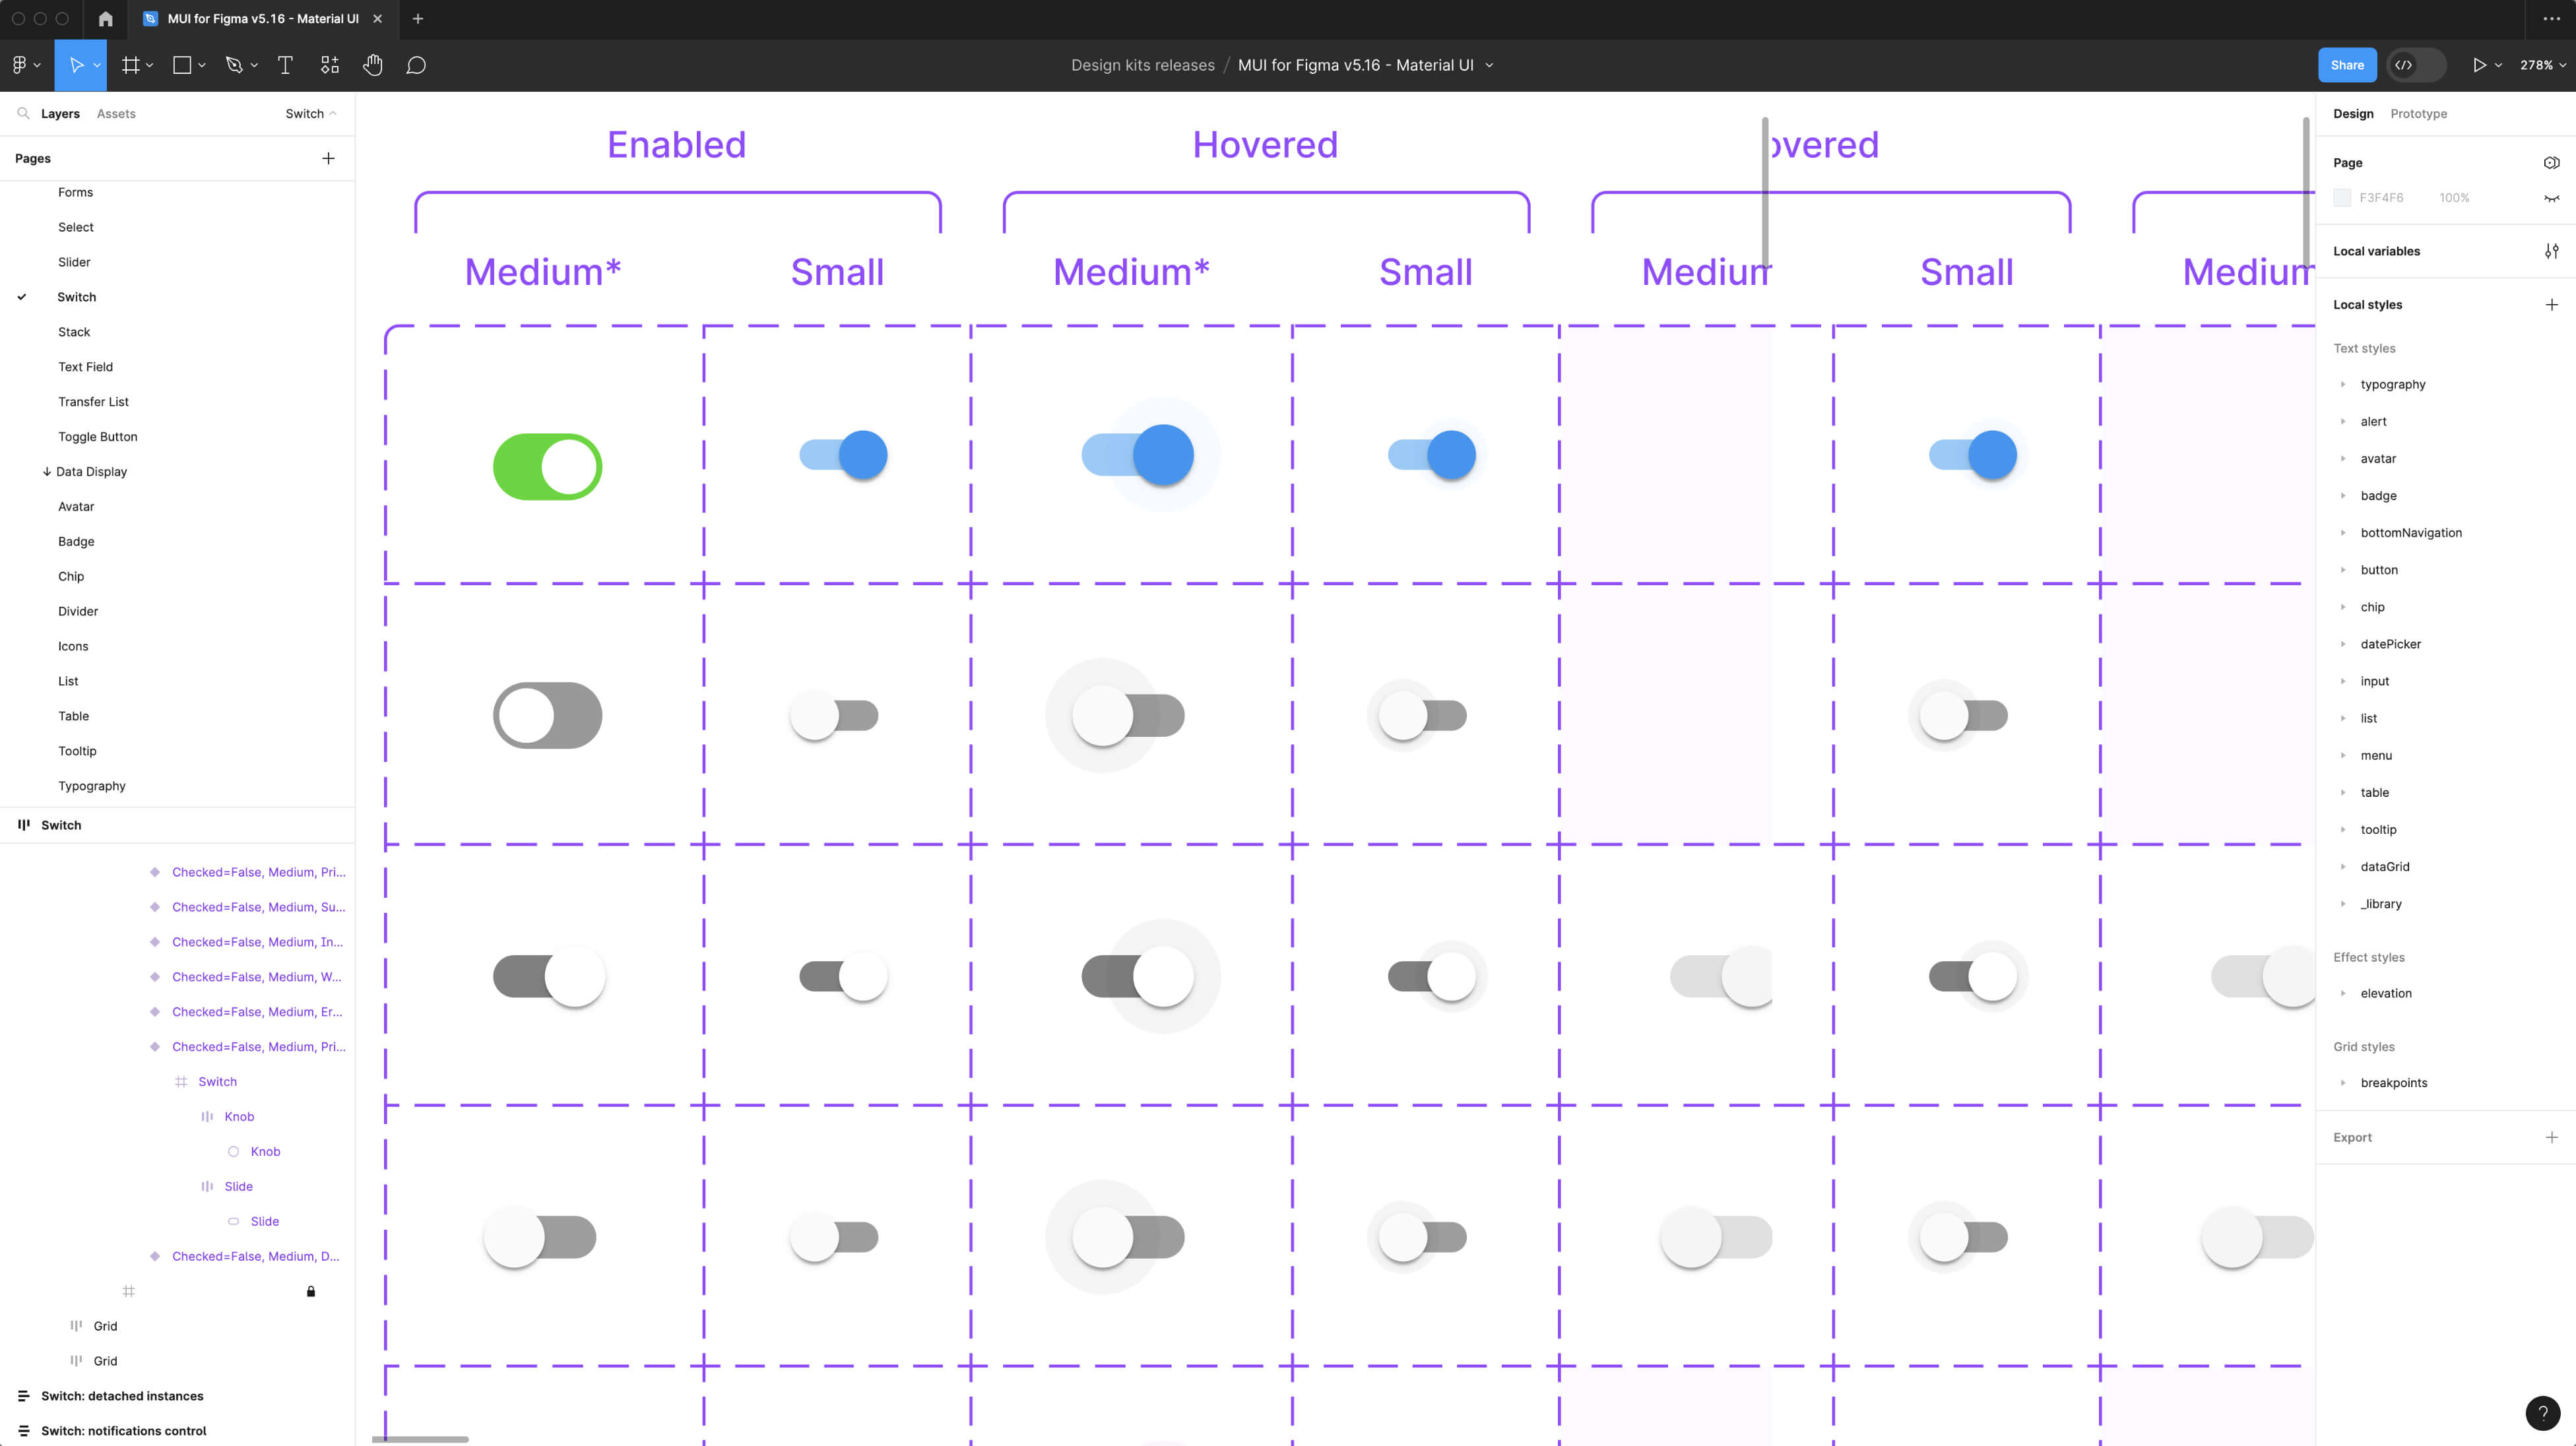 MUI for Figma v5.16 - Material UI
Design kits releases / MUI for Figma v5.16 - Material UI
Share
278%
Layers
Assets
Switch
Pages
Forms
Select
Slider
Switch
Stack
Text Field
Transfer List
Toggle Button
↓ Data Display
Avatar
Badge
Chip
Divider
Icons
List
Table
Tooltip
Typography
Switch
Checked=False, Medium, Pri...
Checked=False, Medium, Su...
Checked=False, Medium, In...
Checked=False, Medium, W...
Checked=False, Medium, Er...
Checked=False, Medium, Pri...
Switch
Knob
Knob
Slide
Slide
Checked=False, Medium, D...
Grid
Grid
Switch: detached instances
Switch: notifications control
Enabled
Hovered
overed
Medium*
Small
Medium*
Small
Medium
Small
Medium
Design
Prototype
Page
F3F4F6
100%
Local variables
Local styles
Text styles
typography
alert
avatar
badge
bottomNavigation
button
chip
datePicker
input
list
menu
table
tooltip
dataGrid
_library
Effect styles
elevation
Grid styles
breakpoints
Export
?